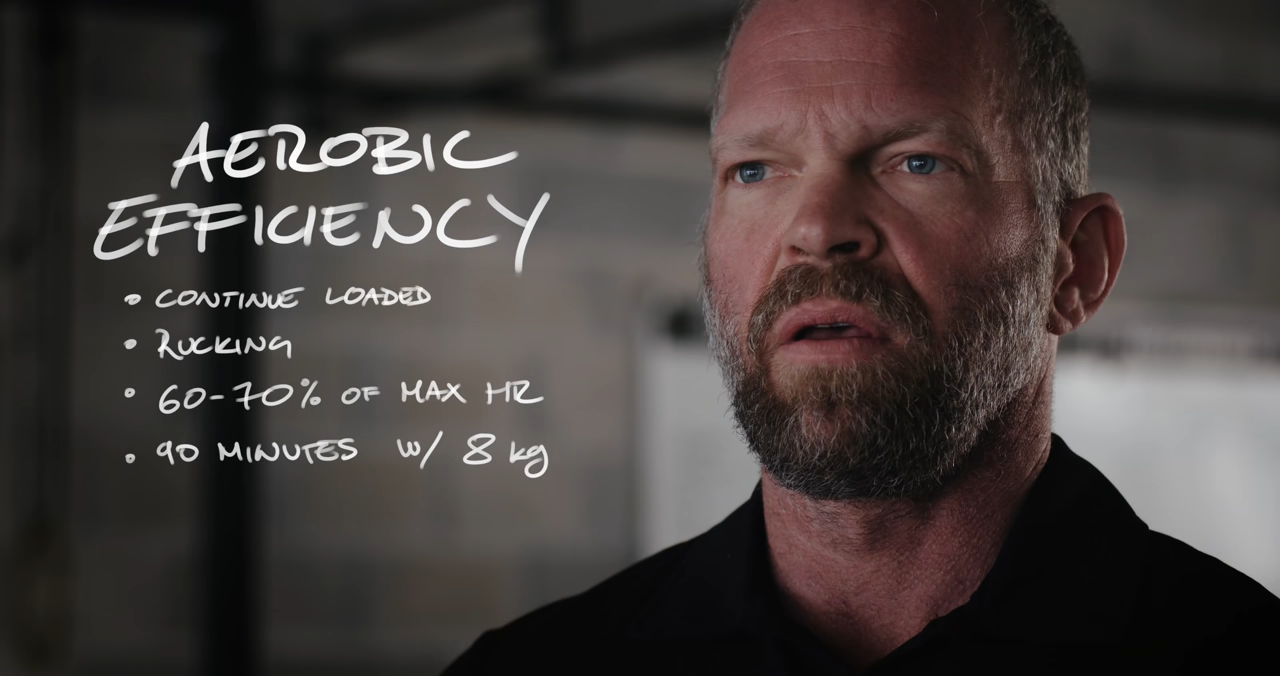 AEROBIC
EFFICIENCY
• CONTINUE LOADED
• RUCKING
• 60-70% OF MAX HR
• 90 MINUTES W/ 8 kg